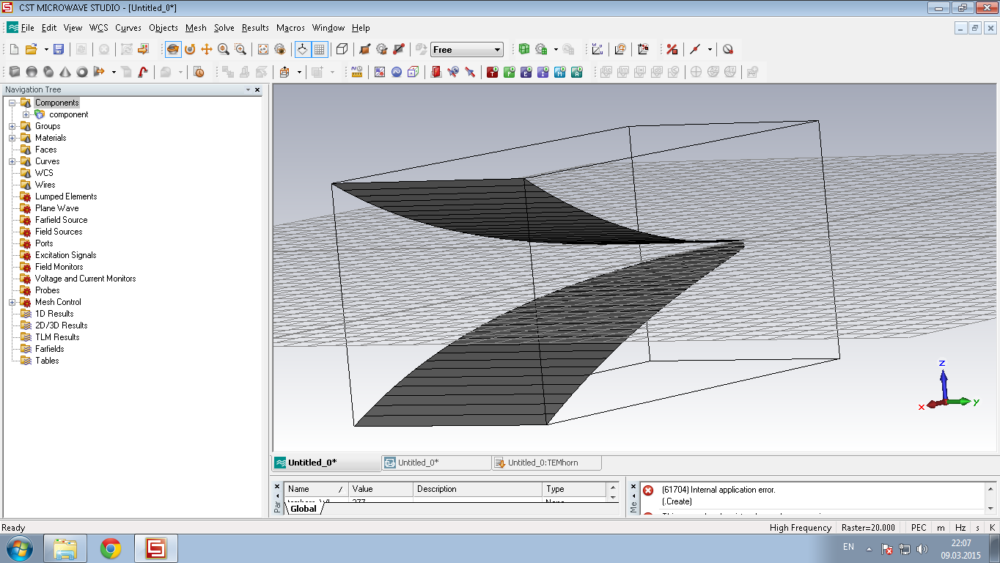 CST MICROWAVE STUDIO - [Untitled_0*]
File Edit View WCS Curves Objects Mesh Solve Results Macros Window Help
Free
T F E I M A
Navigation Tree
Components
component
Groups
Materials
Faces
Curves
WCS
Wires
Lumped Elements
Plane Wave
Farfield Source
Field Sources
Ports
Excitation Signals
Field Monitors
Voltage and Current Monitors
Probes
Mesh Control
1D Results
2D/3D Results
TLM Results
Farfields
Tables
z
x
y
Untitled_0* Untitled_0* Untitled_0:TEMhorn
Par
Name / Value Description Type
Global
Me
(61704) Internal application error.
(.Create)
Ready
High Frequency Raster=20.000 PEC m Hz s K
EN
22:07
09.03.2015